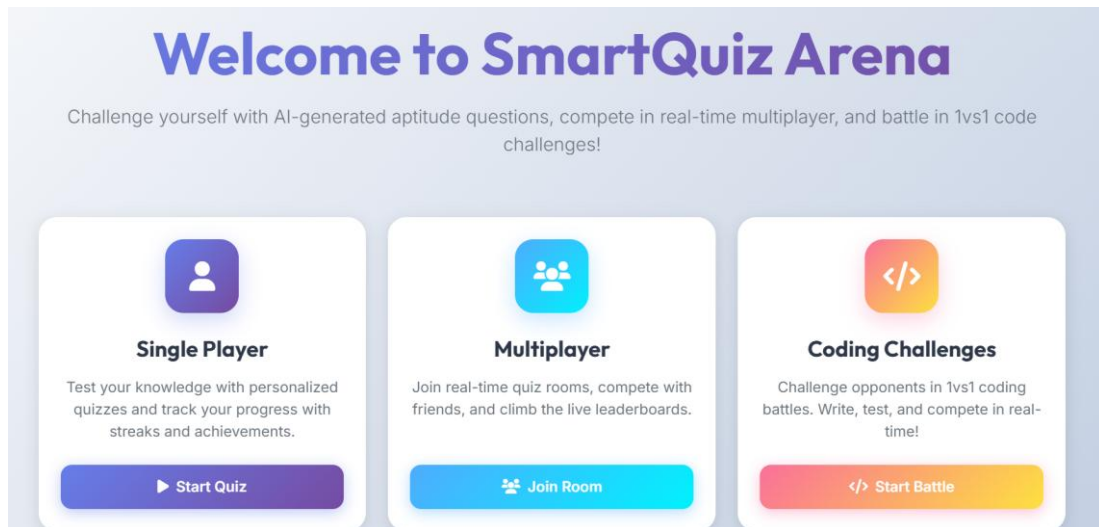 Welcome to SmartQuiz Arena
Challenge yourself with AI-generated aptitude questions, compete in real-time multiplayer, and battle in 1vs1 code
challenges!
Single Player
Test your knowledge with personalized
quizzes and track your progress with
streaks and achievements.
Start Quiz
Multiplayer
Join real-time quiz rooms, compete with
friends, and climb the live leaderboards.
Join Room
</> 
Coding Challenges
Challenge opponents in 1vs1 coding
battles. Write, test, and compete in real-
time!
</> Start Battle